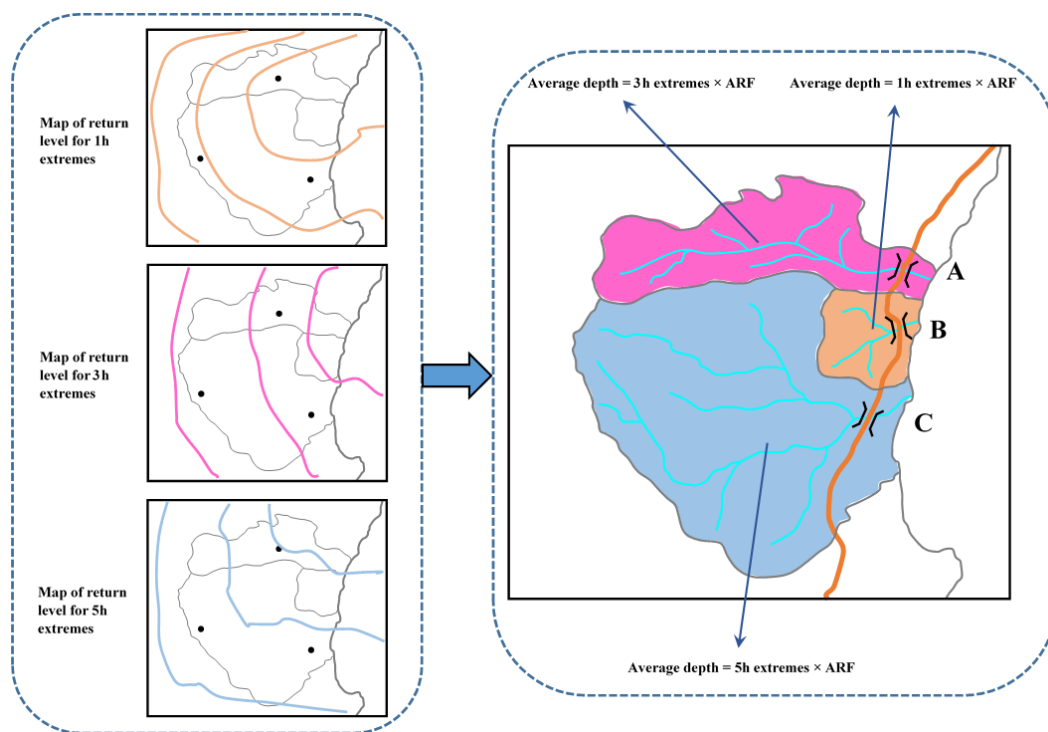 Map of return
level for 1h
extremes
Map of return
level for 3h
extremes
Map of return
level for 5h
extremes
Average depth = 3h extremes × ARF
Average depth = 1h extremes × ARF
A
B
C
Average depth = 5h extremes × ARF